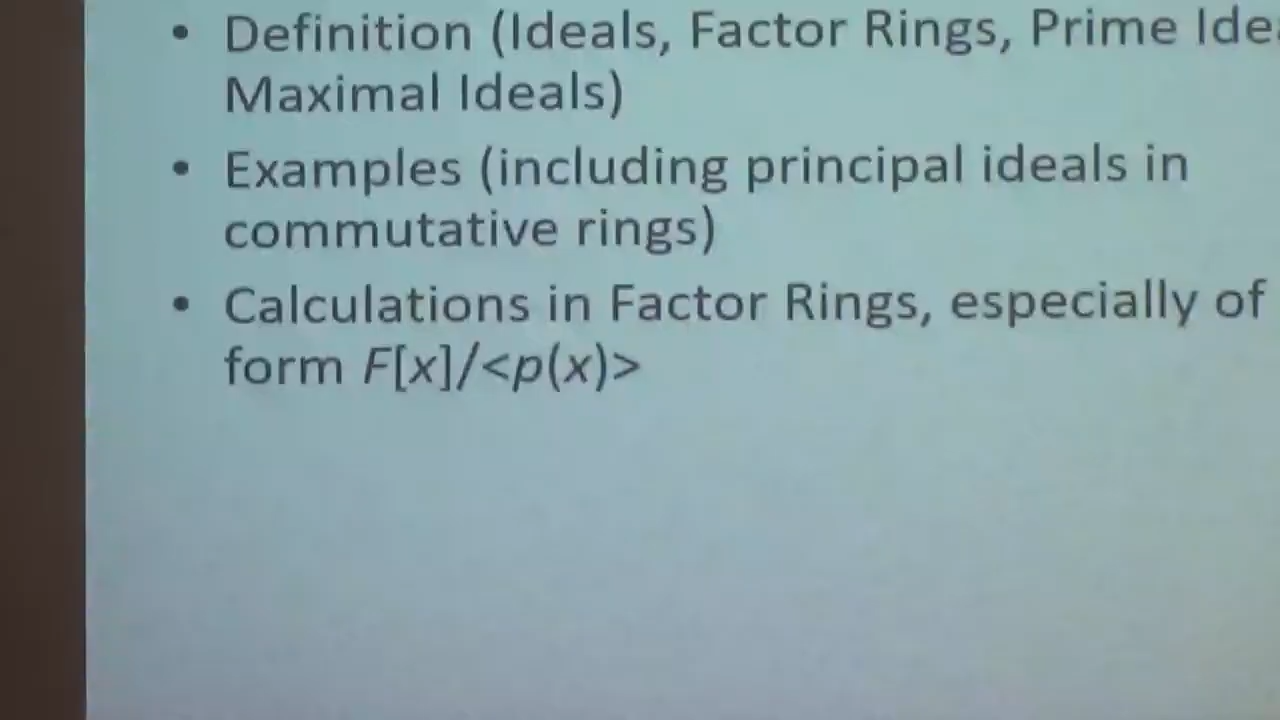 • Definition (Ideals, Factor Rings, Prime
Maximal Ideals)
• Examples (including principal ideals in
commutative rings)
• Calculations in Factor Rings, especially of
form F[x]/<p(x)>